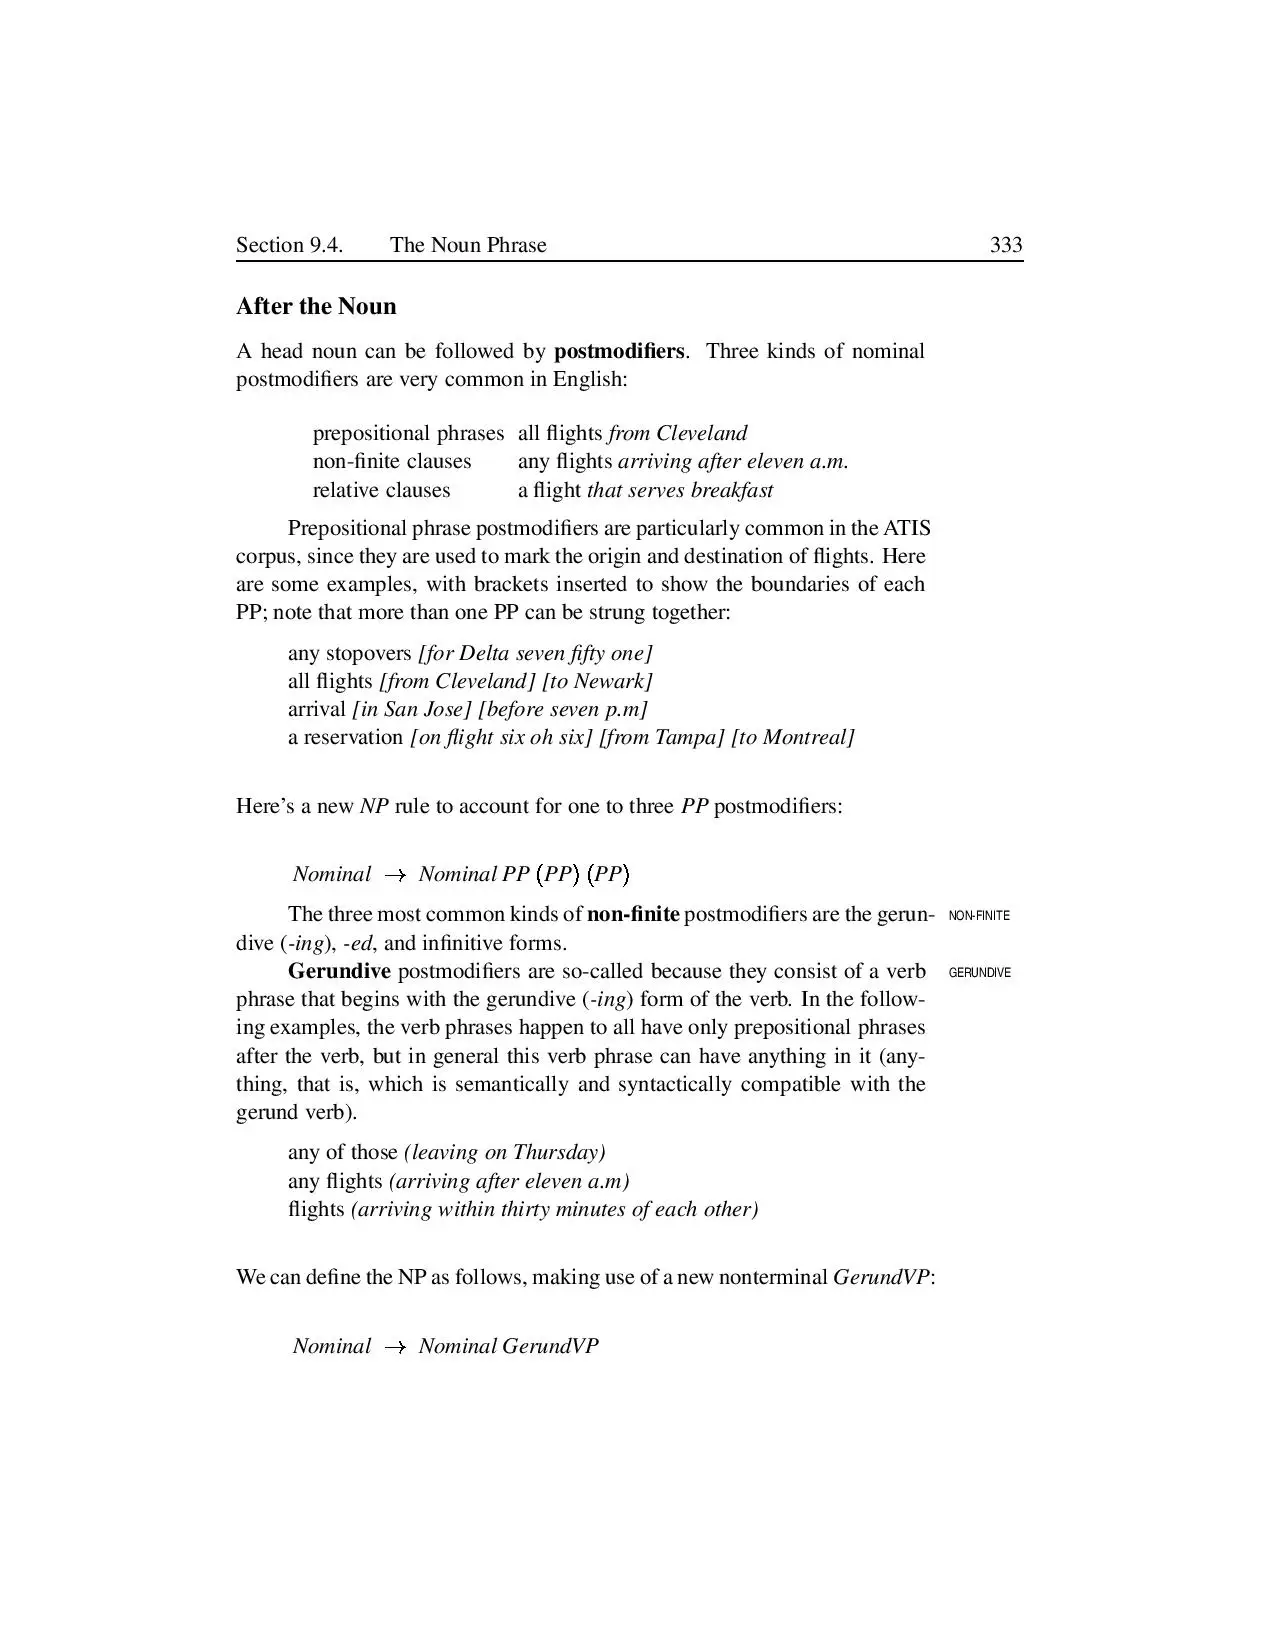 Section 9.4. The Noun Phrase 333
After the Noun
A head noun can be followed by postmodifiers. Three kinds of nominal
postmodifiers are very common in English:
prepositional phrases all flights from Cleveland
non-finite clauses any flights arriving after eleven a.m.
relative clauses a flight that serves breakfast
Prepositional phrase postmodifiers are particularly common in the ATIS
corpus, since they are used to mark the origin and destination of flights. Here
are some examples, with brackets inserted to show the boundaries of each
PP; note that more than one PP can be strung together:
any stopovers [for Delta seven fifty one]
all flights [from Cleveland] [to Newark]
arrival [in San Jose] [before seven p.m]
a reservation [on flight six oh six] [from Tampa] [to Montreal]
Here's a new NP rule to account for one to three PP postmodifiers:
Nominal → Nominal PP (PP) (PP)
The three most common kinds of non-finite postmodifiers are the gerun- NON-FINITE
dive (-ing), -ed, and infinitive forms.
Gerundive postmodifiers are so-called because they consist of a verb GERUNDIVE
phrase that begins with the gerundive (-ing) form of the verb. In the follow-
ing examples, the verb phrases happen to all have only prepositional phrases
after the verb, but in general this verb phrase can have anything in it (any-
thing, that is, which is semantically and syntactically compatible with the
gerund verb).
any of those (leaving on Thursday)
any flights (arriving after eleven a.m)
flights (arriving within thirty minutes of each other)
We can define the NP as follows, making use of a new nonterminal GerundVP:
Nominal → Nominal GerundVP